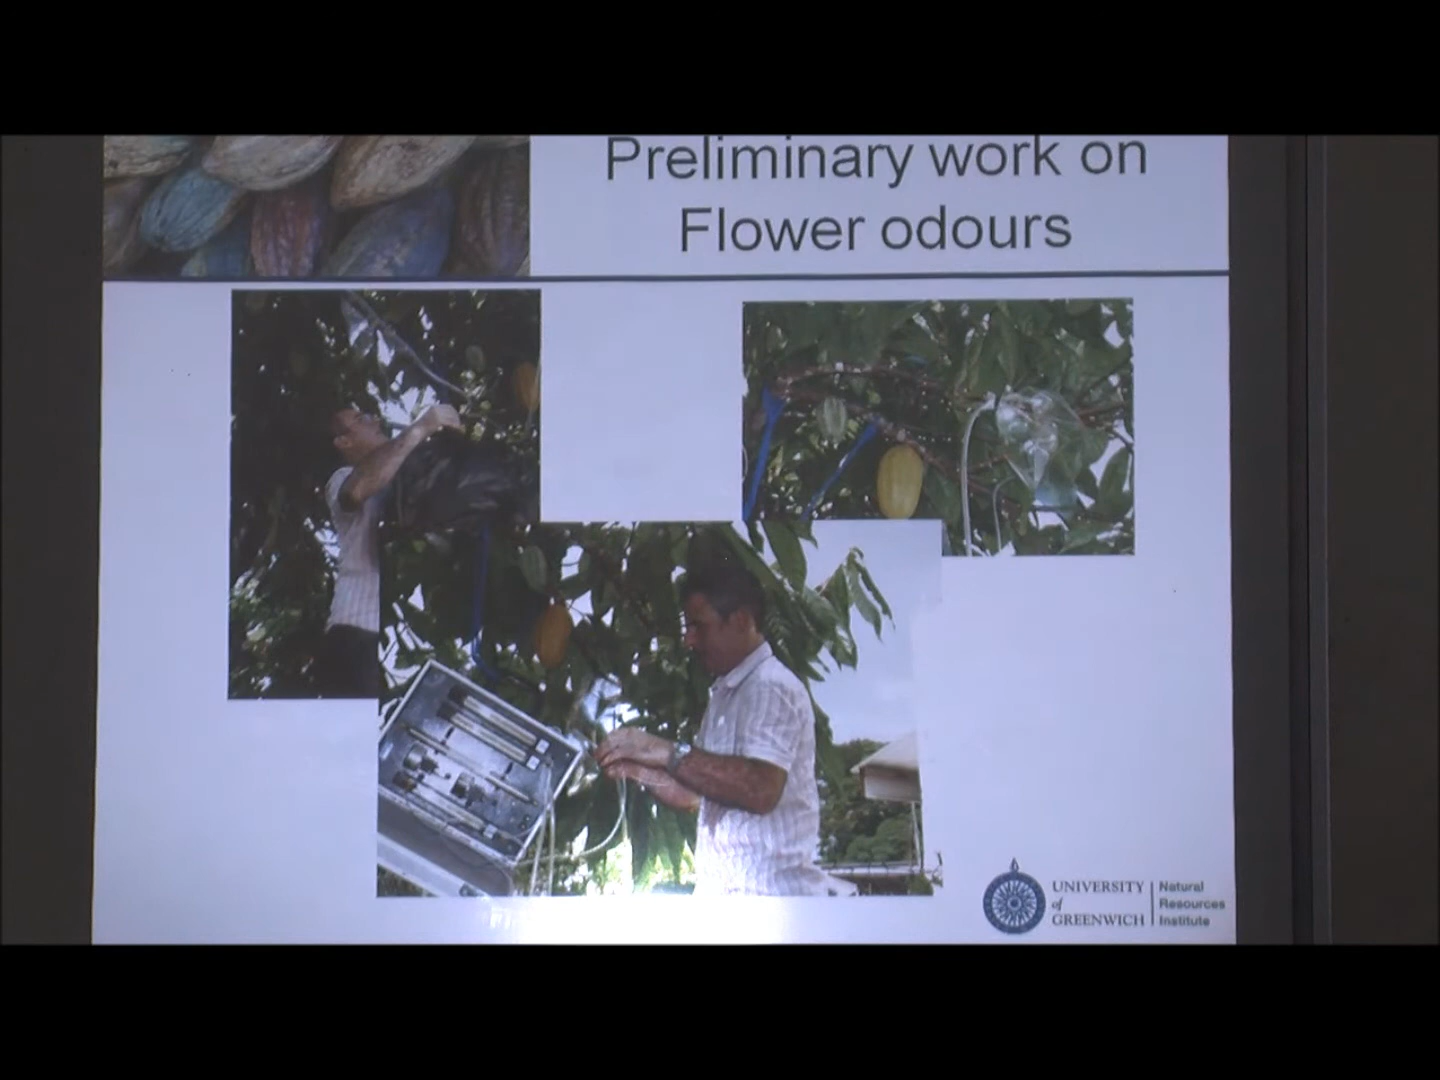 Preliminary work on
Flower odours
UNIVERSITY
of
GREENWICH
Natural
Resources
Institute